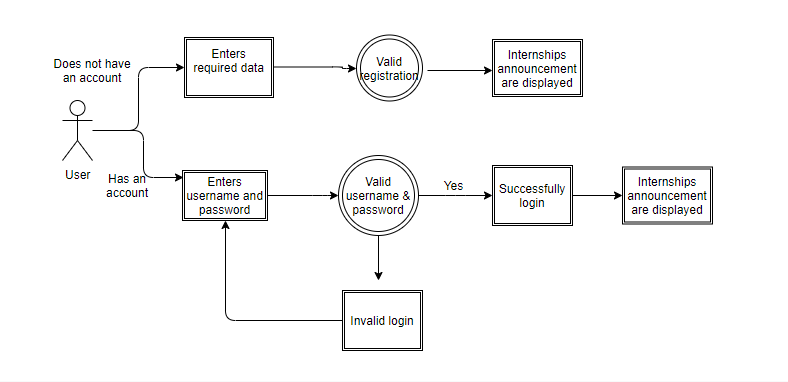 Does not have
an account
Enters
required data
Valid
registration
Internships
announcement
are displayed
User
Has an
account
Enters
username and
password
Valid
username &
password
Yes
Successfully
login
Internships
announcement
are displayed
Invalid login